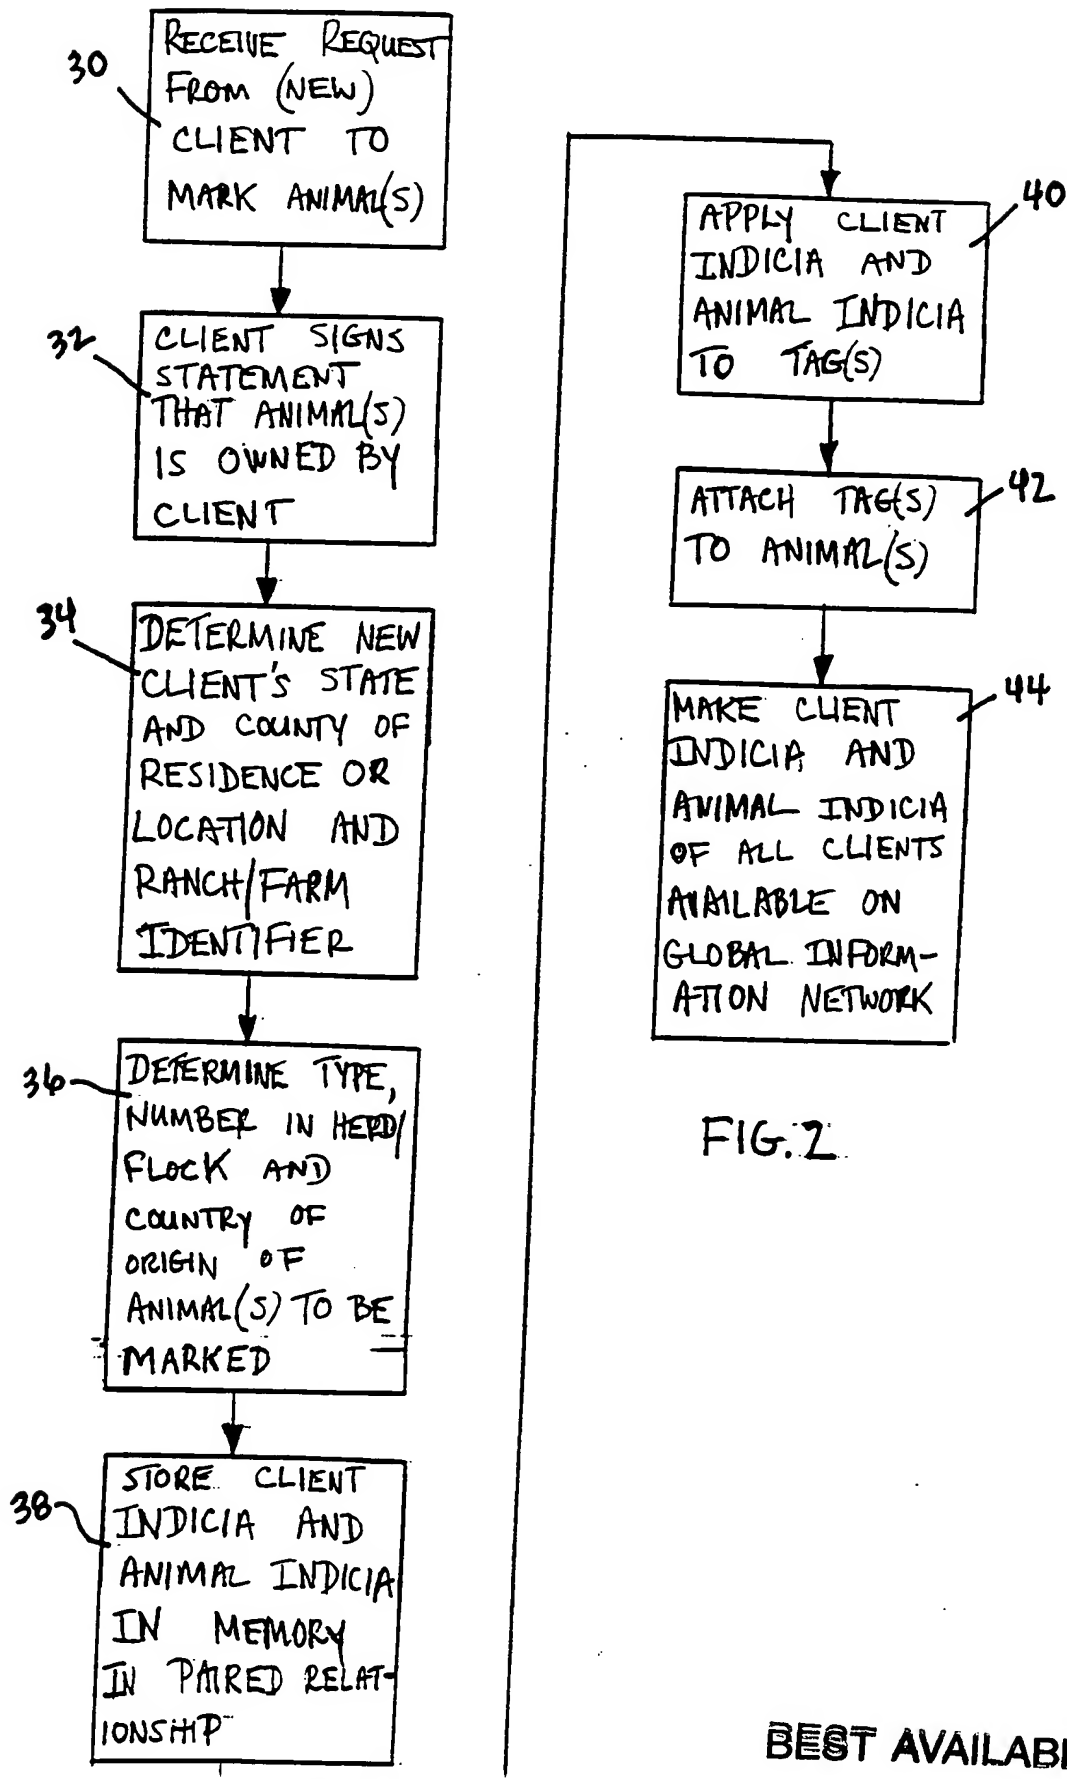 30
RECEIVE REQUEST
FROM (NEW)
CLIENT TO
MARK ANIMAL(S)
32
CLIENT SIGNS
STATEMENT
THAT ANIMAL(S)
IS OWNED BY
CLIENT
34
DETERMINE NEW
CLIENT'S STATE
AND COUNTY OF
RESIDENCE OR
LOCATION AND
RANCH/FARM
IDENTIFIER
36
DETERMINE TYPE,
NUMBER IN HERD/
FLOCK AND
COUNTRY OF
ORIGIN OF
ANIMAL(S) TO BE
MARKED
38
STORE CLIENT
INDICIA AND
ANIMAL INDICIA
IN MEMORY
IN PAIRED RELAT-
IONSHIP
40
APPLY CLIENT
INDICIA AND
ANIMAL INDICIA
TO TAG(S)
42
ATTACH TAG(S)
TO ANIMAL(S)
44
MAKE CLIENT
INDICIA AND
ANIMAL INDICIA
OF ALL CLIENTS
AVAILABLE ON
GLOBAL INFORM-
ATION NETWORK
FIG. 2
BEST AVAILABL